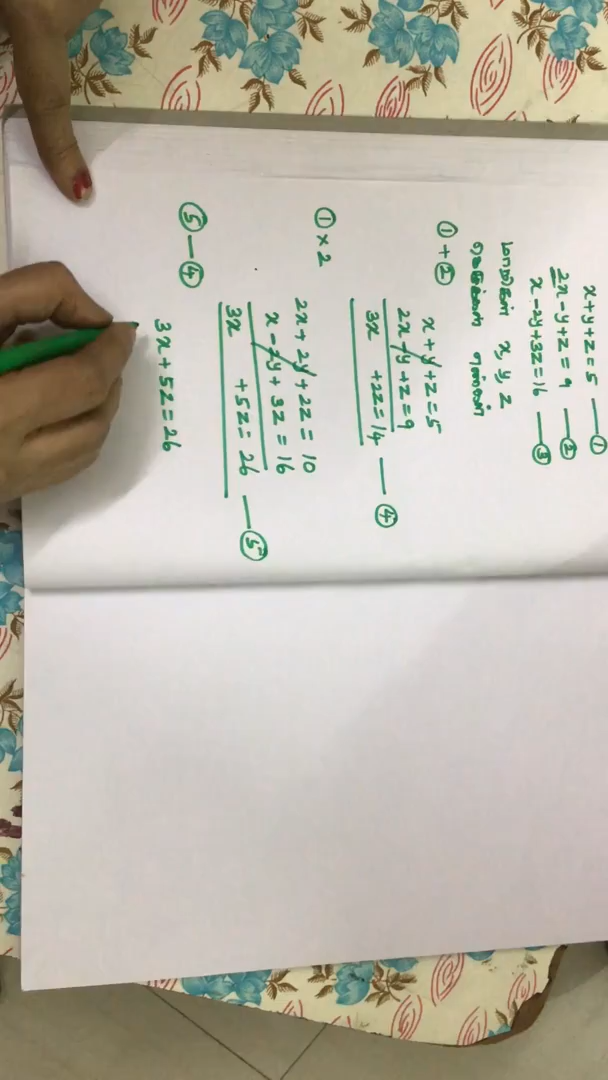 x+y+z=5 — ①
2x-y+z=9 — ②
x-2y+3z=16 — ③
x, y, z
①+②
x+y+z=5
2x-y+z=9
3x +2z=14 — ④
①×2
2x+2y+2z=10
x-2y+3z=16
3x +5z=26 — ⑤
⑤-④
3x+5z=26